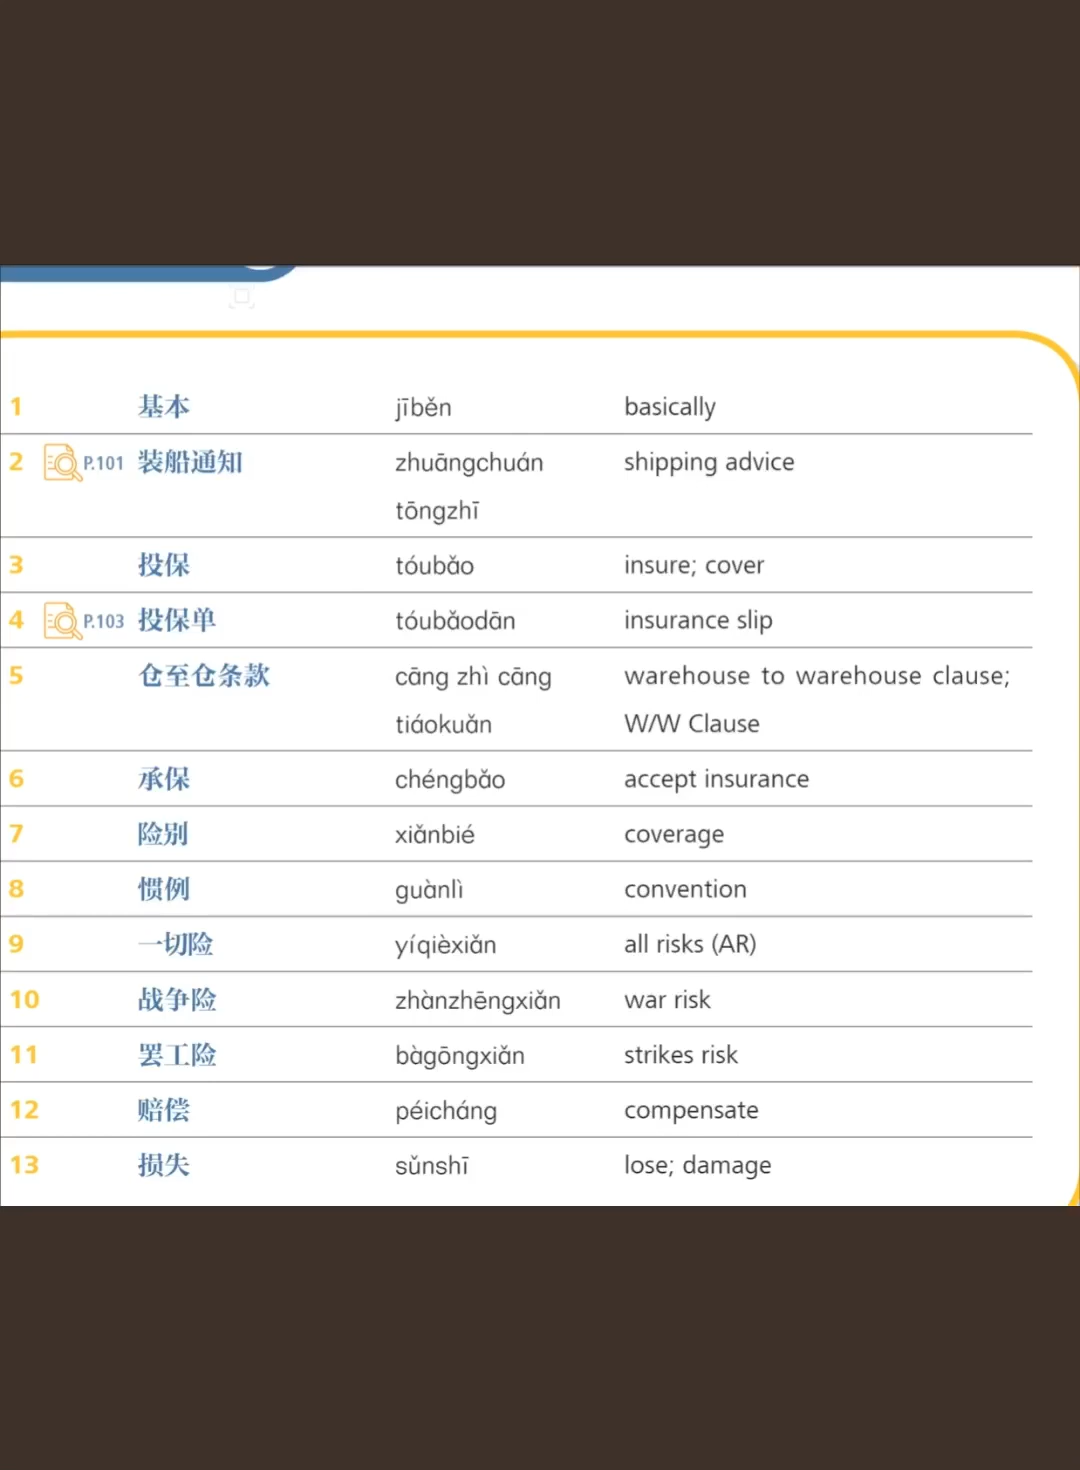 1 基本 jīběn basically
2 P.101 装船通知 zhuāngchuán shipping advice
tōngzhī
3 投保 tóubǎo insure; cover
4 P.103 投保单 tóubǎodān insurance slip
5 仓至仓条款 cāng zhì cāng warehouse to warehouse clause;
tiáokuǎn W/W Clause
6 承保 chéngbǎo accept insurance
7 险别 xiǎnbié coverage
8 惯例 guànlì convention
9 一切险 yíqièxiǎn all risks (AR)
10 战争险 zhànzhēngxiǎn war risk
11 罢工险 bàgōngxiǎn strikes risk
12 赔偿 péicháng compensate
13 损失 sǔnshī lose; damage